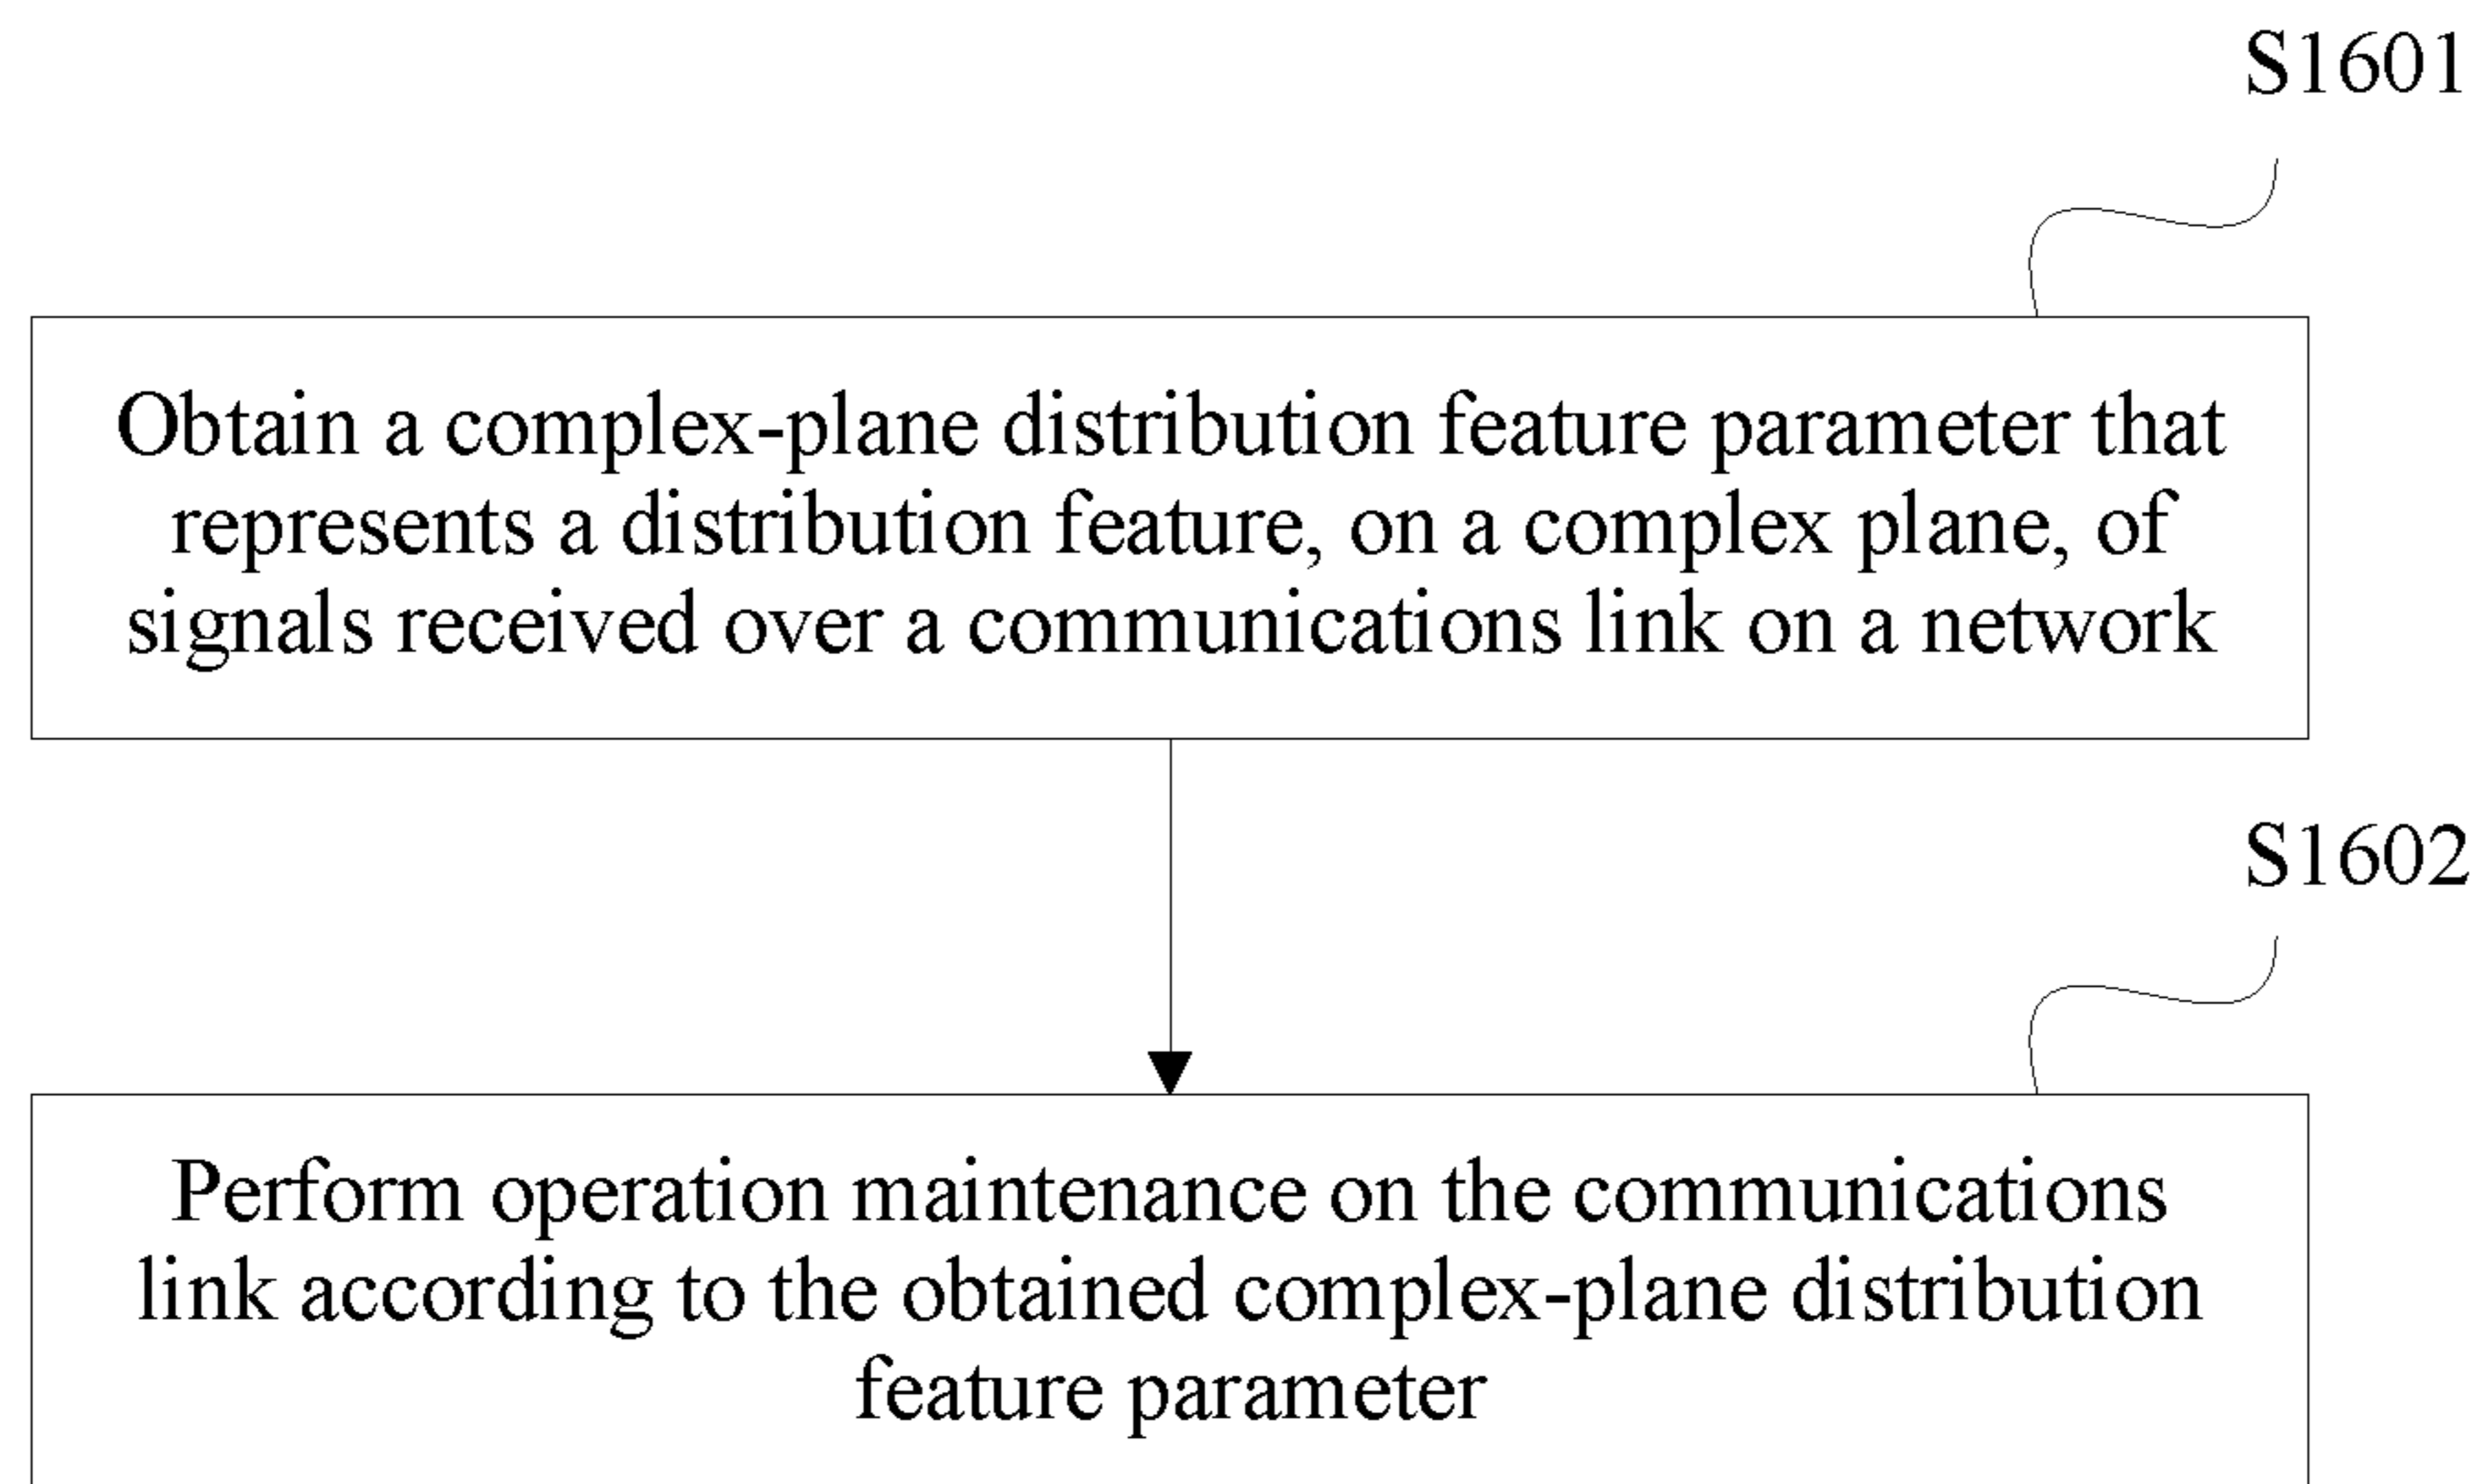 S1601
Obtain a complex-plane distribution feature parameter that
represents a distribution feature, on a complex plane, of
signals received over a communications link on a network
S1602
Perform operation maintenance on the communications
link according to the obtained complex-plane distribution
feature parameter